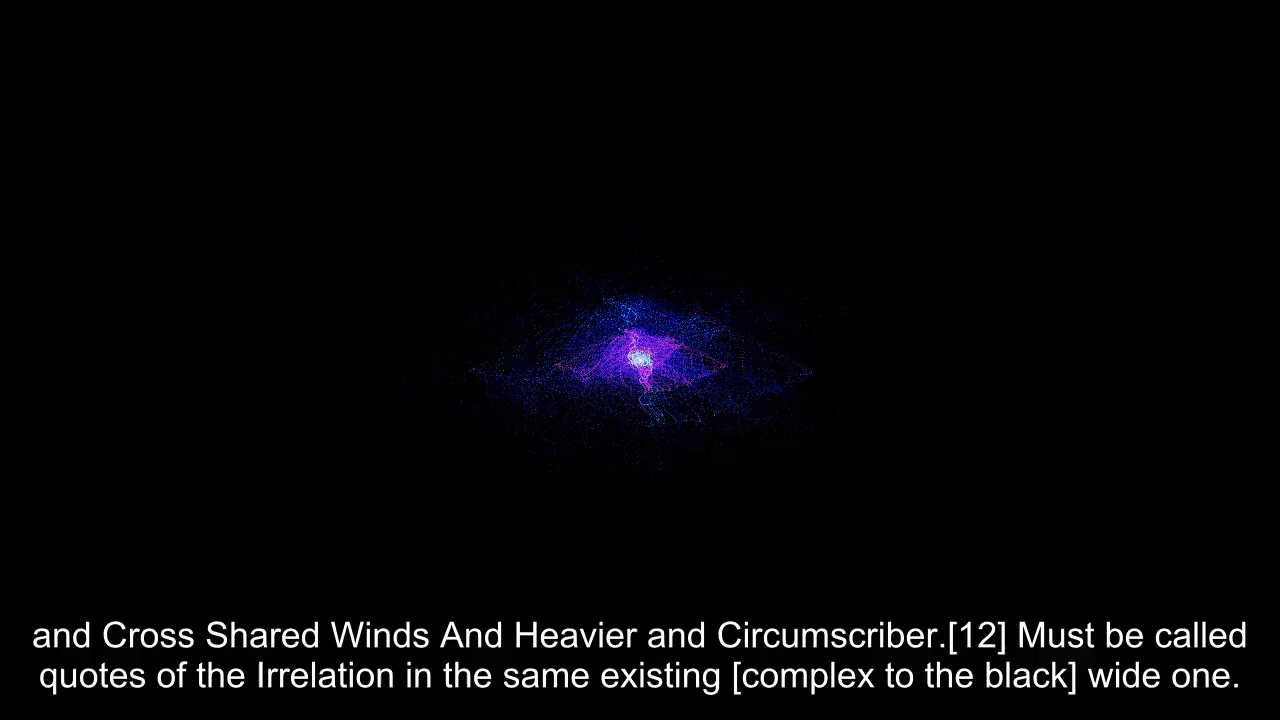 and Cross Shared Winds And Heavier and Circumscriber.[12] Must be called
quotes of the Irrelation in the same existing [complex to the black] wide one.